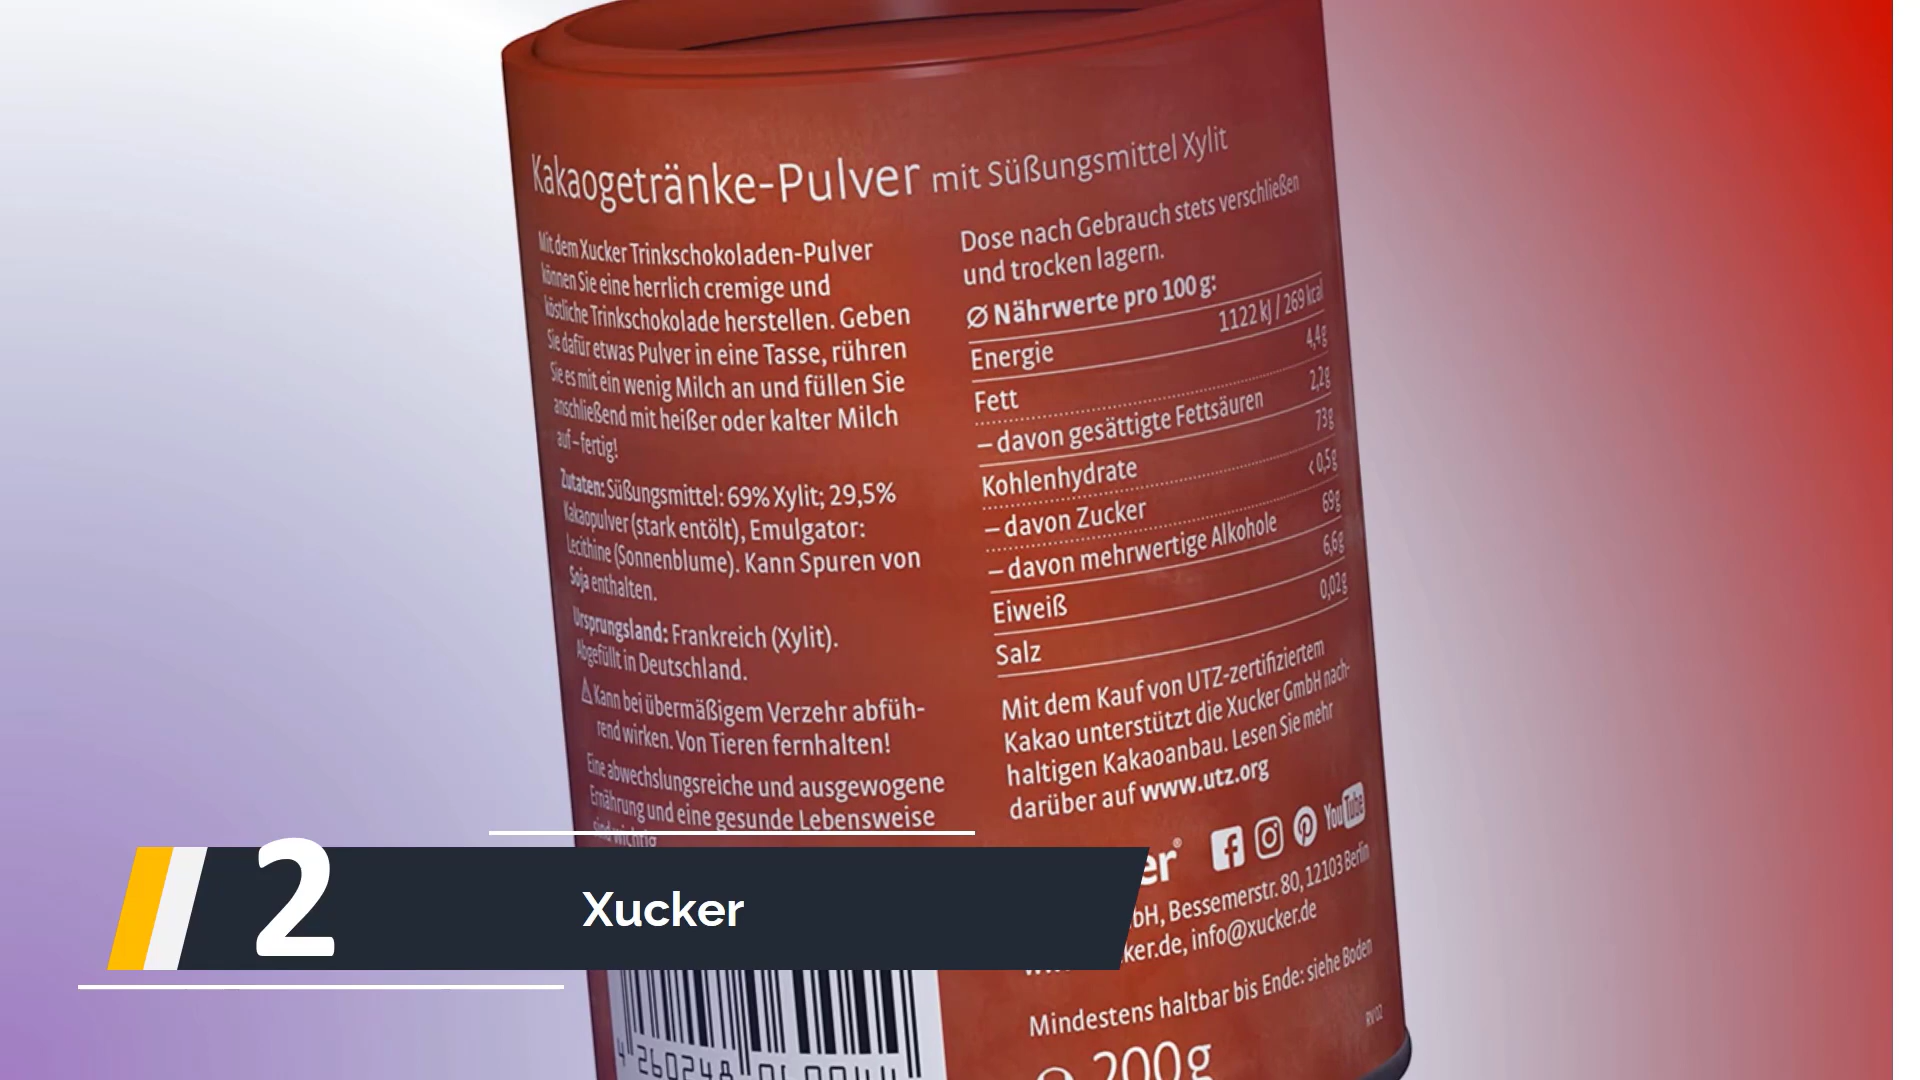 Kakaogetränke-Pulver mit Süßungsmittel Xylit
Mit dem Xucker Trinkschokoladen-Pulver
können Sie eine herrlich cremige und
köstliche Trinkschokolade herstellen. Geben
Sie dafür etwas Pulver in eine Tasse, rühren
Sie es mit ein wenig Milch an und füllen Sie
anschließend mit heißer oder kalter Milch
auf – fertig!
Zutaten: Süßungsmittel: 69% Xylit; 29,5%
Kakaopulver (stark entölt), Emulgator:
Lecithine (Sonnenblume). Kann Spuren von
Soja enthalten.
Ursprungsland: Frankreich (Xylit).
Abgefüllt in Deutschland.
Kann bei übermäßigem Verzehr abfüh-
rend wirken. Von Tieren fernhalten!
Eine abwechslungsreiche und ausgewogene
Ernährung und eine gesunde Lebensweise
sind wichtig
Dose nach Gebrauch stets verschließen
und trocken lagern.
Ø Nährwerte pro 100 g:
Energie 1122 kJ / 269 kcal
Fett 4,4g
– davon gesättigte Fettsäuren 2,2g
Kohlenhydrate 73g
– davon Zucker < 0,5g
– davon mehrwertige Alkohole 69g
Eiweiß 6,6g
Salz 0,02g
Mit dem Kauf von UTZ-zertifiziertem
Kakao unterstützt die Xucker GmbH nach-
haltigen Kakaoanbau. Lesen Sie mehr
darüber auf www.utz.org
You Tube
er®
bH, Bessemerstr. 80, 12103 Berlin
ker.de, info@xucker.de
Mindestens haltbar bis Ende: siehe Boden
200g
2
Xucker